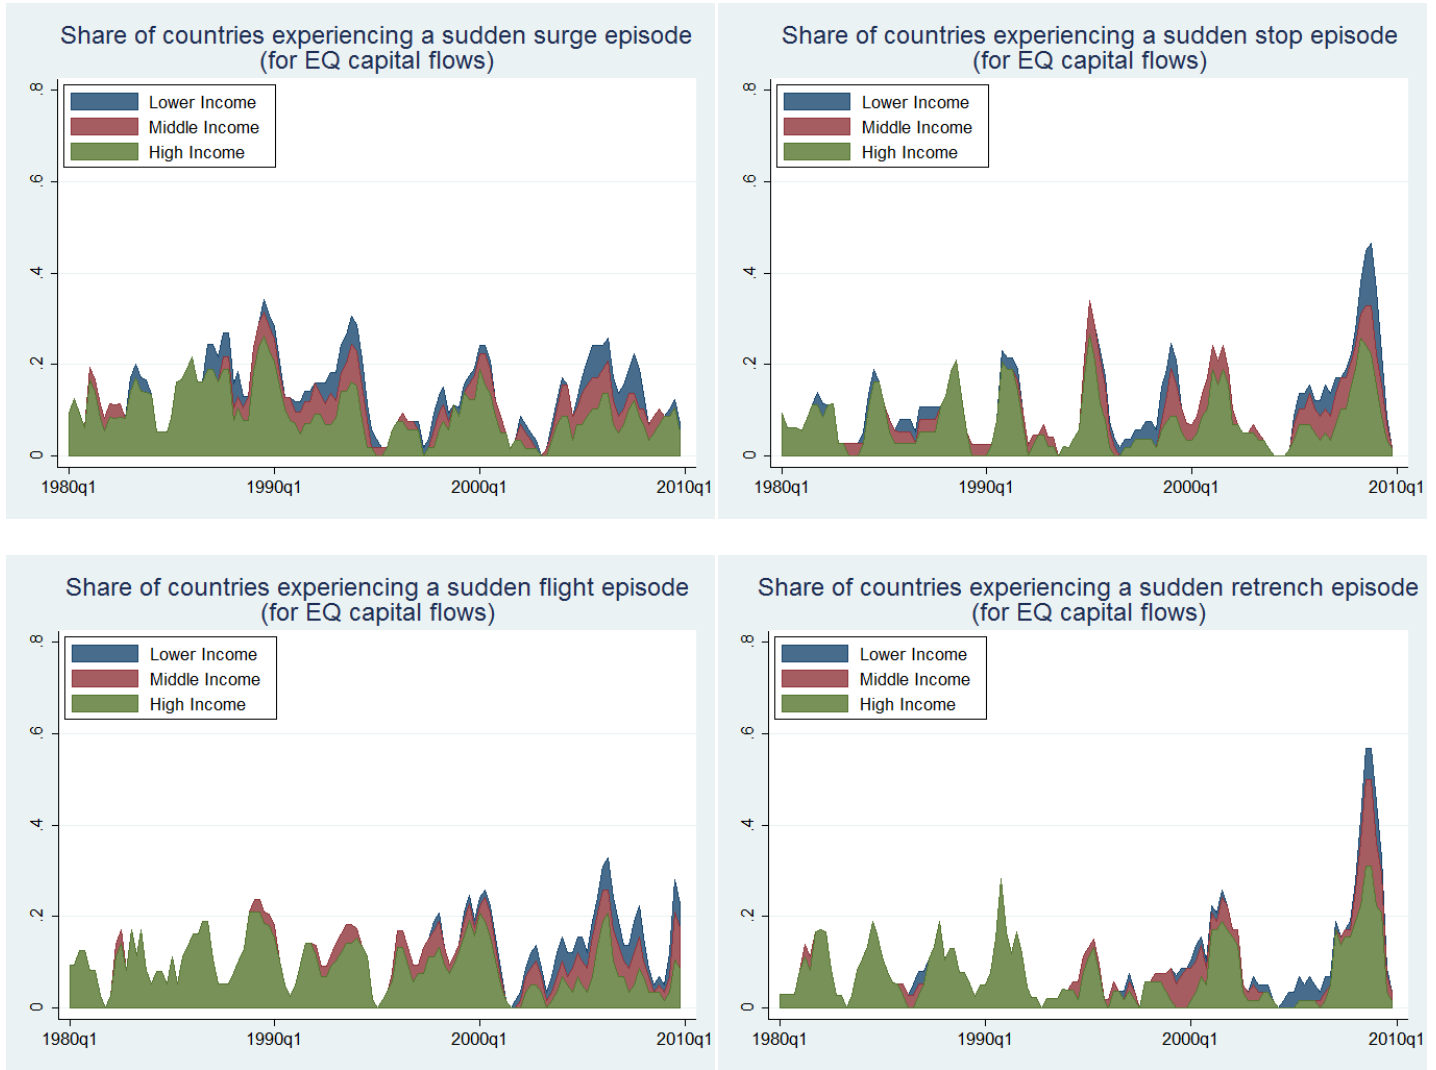 Share of countries experiencing a sudden surge episode
(for EQ capital flows)
.8
.6
.4
.2
0
Lower Income
Middle Income
High Income
1980q1 1990q1 2000q1 2010q1
Share of countries experiencing a sudden stop episode
(for EQ capital flows)
.8
.6
.4
.2
0
Lower Income
Middle Income
High Income
1980q1 1990q1 2000q1 2010q1
Share of countries experiencing a sudden flight episode
(for EQ capital flows)
.8
.6
.4
.2
0
Lower Income
Middle Income
High Income
1980q1 1990q1 2000q1 2010q1
Share of countries experiencing a sudden retrench episode
(for EQ capital flows)
.8
.6
.4
.2
0
Lower Income
Middle Income
High Income
1980q1 1990q1 2000q1 2010q1